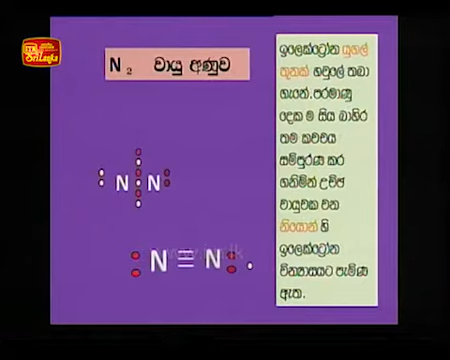 N₂ වායු අණුව
ඉලෙක්ට්‍රෝන යුගල්
තුනක් හවුලේ තබා
ගැනේ. පරමාණු
දෙක ම සිය බාහිර
තම කවචය
සම්පූර්ණ කර
ගනිමින් උච්ඡ
වායුවක වන
නියොන් හි
ඉලෙක්ට්‍රෝන
වින්‍යාසයට පැමිණ
ඇත.
N N
N ≡ N